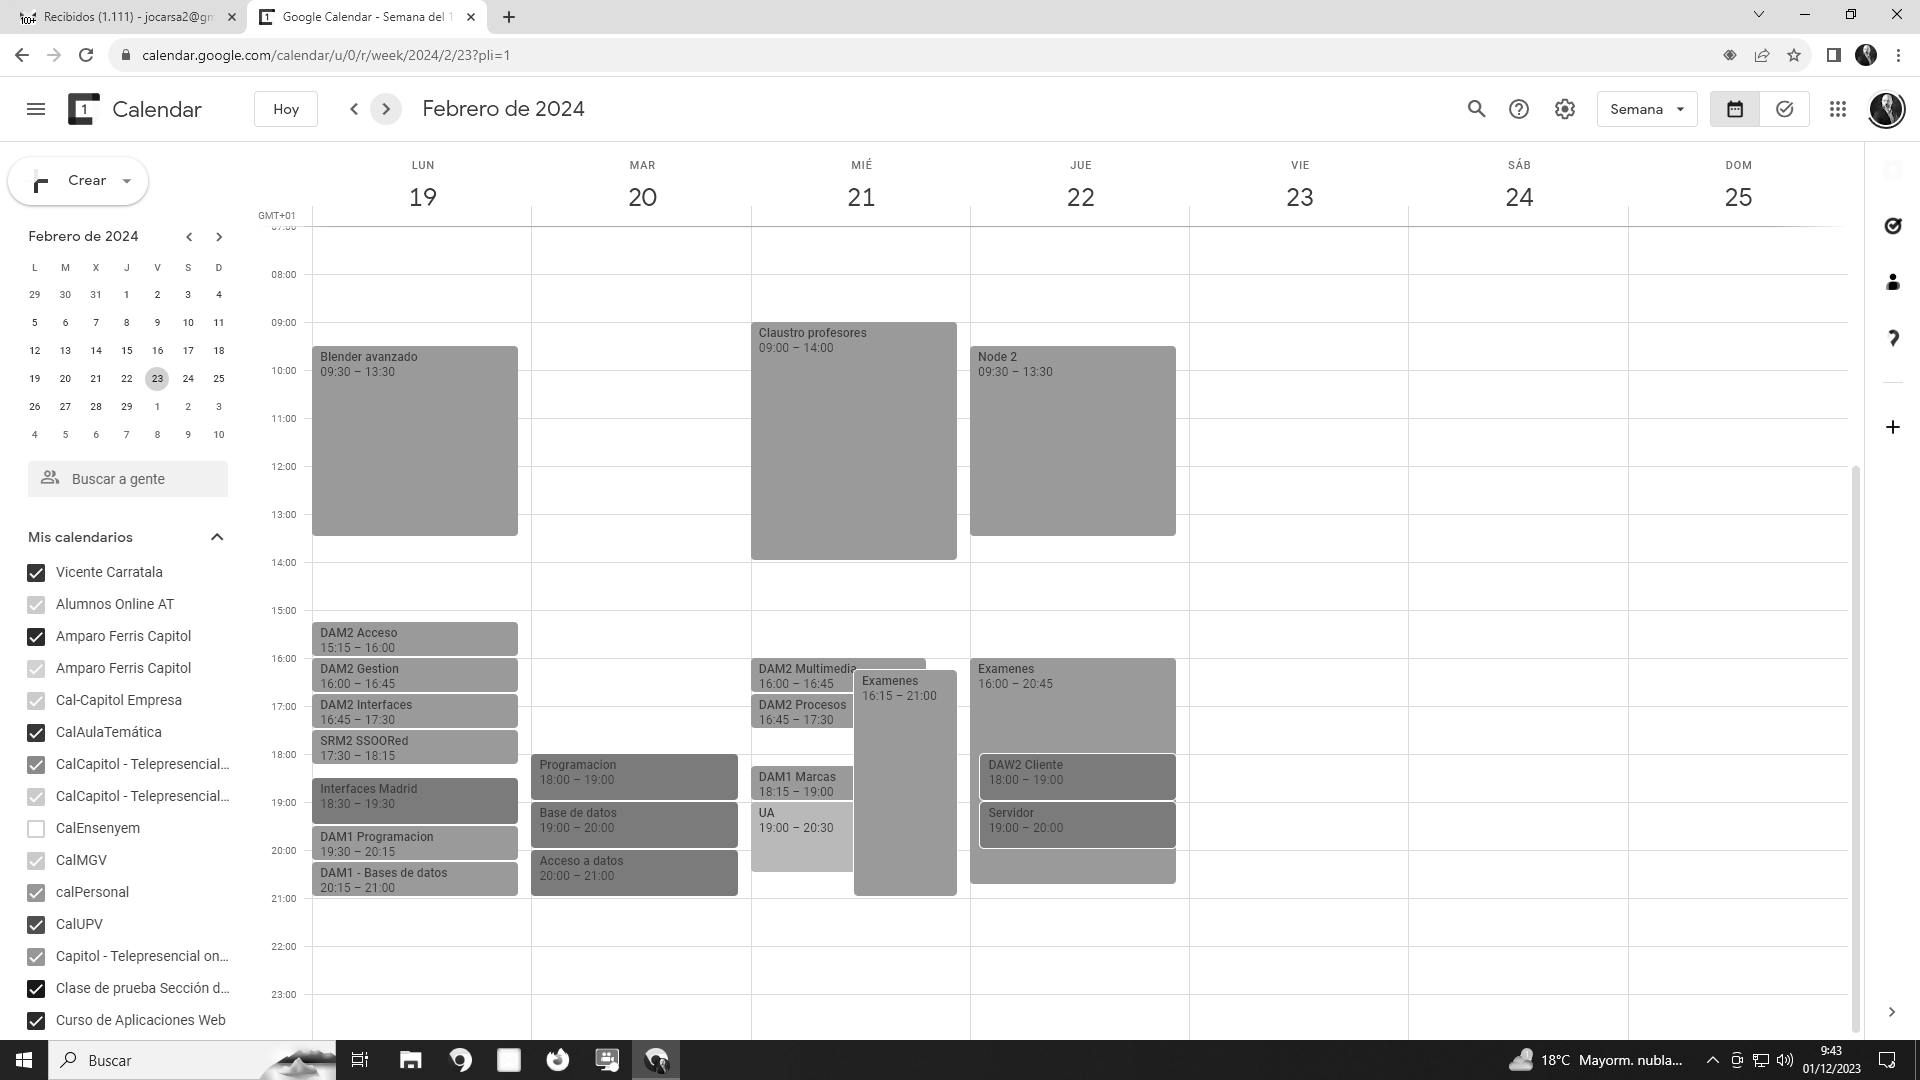 Recibidos (1.111) - jocarsa2@gm
Google Calendar - Semana del 1
calendar.google.com/calendar/u/0/r/week/2024/2/23?pli=1
Calendar
Hoy
Febrero de 2024
Semana
Crear
LUN MAR MIÉ JUE VIE SÁB DOM
19 20 21 22 23 24 25
GMT+01
07:00
08:00
09:00
10:00
11:00
12:00
13:00
14:00
15:00
16:00
17:00
18:00
19:00
20:00
21:00
22:00
23:00
Febrero de 2024
L M X J V S D
29 30 31 1 2 3 4
5 6 7 8 9 10 11
12 13 14 15 16 17 18
19 20 21 22 23 24 25
26 27 28 29 1 2 3
4 5 6 7 8 9 10
Buscar a gente
Mis calendarios
Vicente Carratala
Alumnos Online AT
Amparo Ferris Capitol
Amparo Ferris Capitol
Cal-Capitol Empresa
CalAulaTemática
CalCapitol - Telepresencial...
CalCapitol - Telepresencial...
CalEnsenyem
CalMGV
calPersonal
CalUPV
Capitol - Telepresencial on...
Clase de prueba Sección d...
Curso de Aplicaciones Web
Blender avanzado
09:30 – 13:30
DAM2 Acceso
15:15 – 16:00
DAM2 Gestion
16:00 – 16:45
DAM2 Interfaces
16:45 – 17:30
SRM2 SSOORed
17:30 – 18:15
Interfaces Madrid
18:30 – 19:30
DAM1 Programacion
19:30 – 20:15
DAM1 - Bases de datos
20:15 – 21:00
Programacion
18:00 – 19:00
Base de datos
19:00 – 20:00
Acceso a datos
20:00 – 21:00
Claustro profesores
09:00 – 14:00
DAM2 Multimedia
16:00 – 16:45
DAM2 Procesos
16:45 – 17:30
DAM1 Marcas
18:15 – 19:00
UA
19:00 – 20:30
Examenes
16:15 – 21:00
Node 2
09:30 – 13:30
Examenes
16:00 – 20:45
DAW2 Cliente
18:00 – 19:00
Servidor
19:00 – 20:00
Buscar
18°C Mayorm. nubla...
9:43
01/12/2023